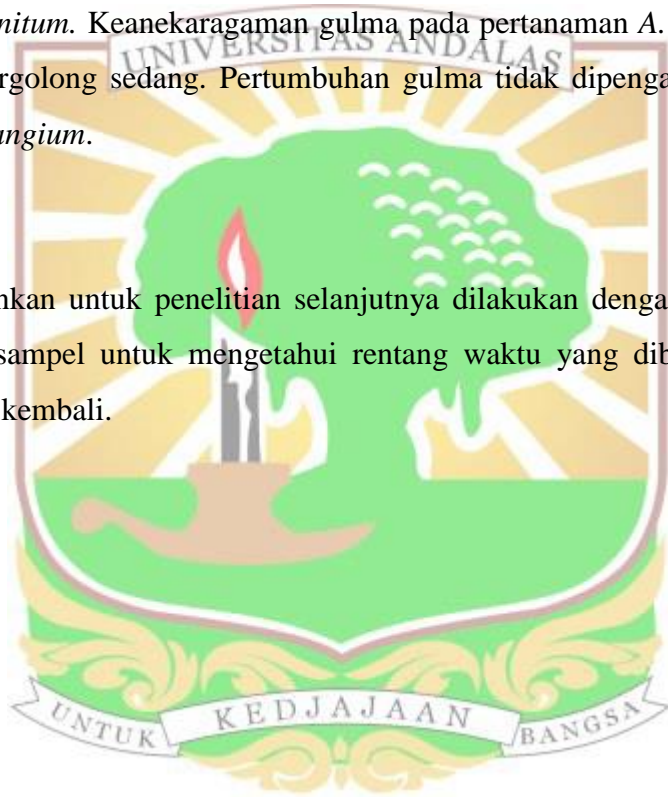 nitum. Keanekaragaman gulma pada pertanaman A.
UNIVERSITAS ANDALAS
rgolong sedang. Pertumbuhan gulma tidak dipenga
ungium.
nkan untuk penelitian selanjutnya dilakukan denga
sampel untuk mengetahui rentang waktu yang dib
kembali.
UNTUK KEDJAJAAN BANGSA